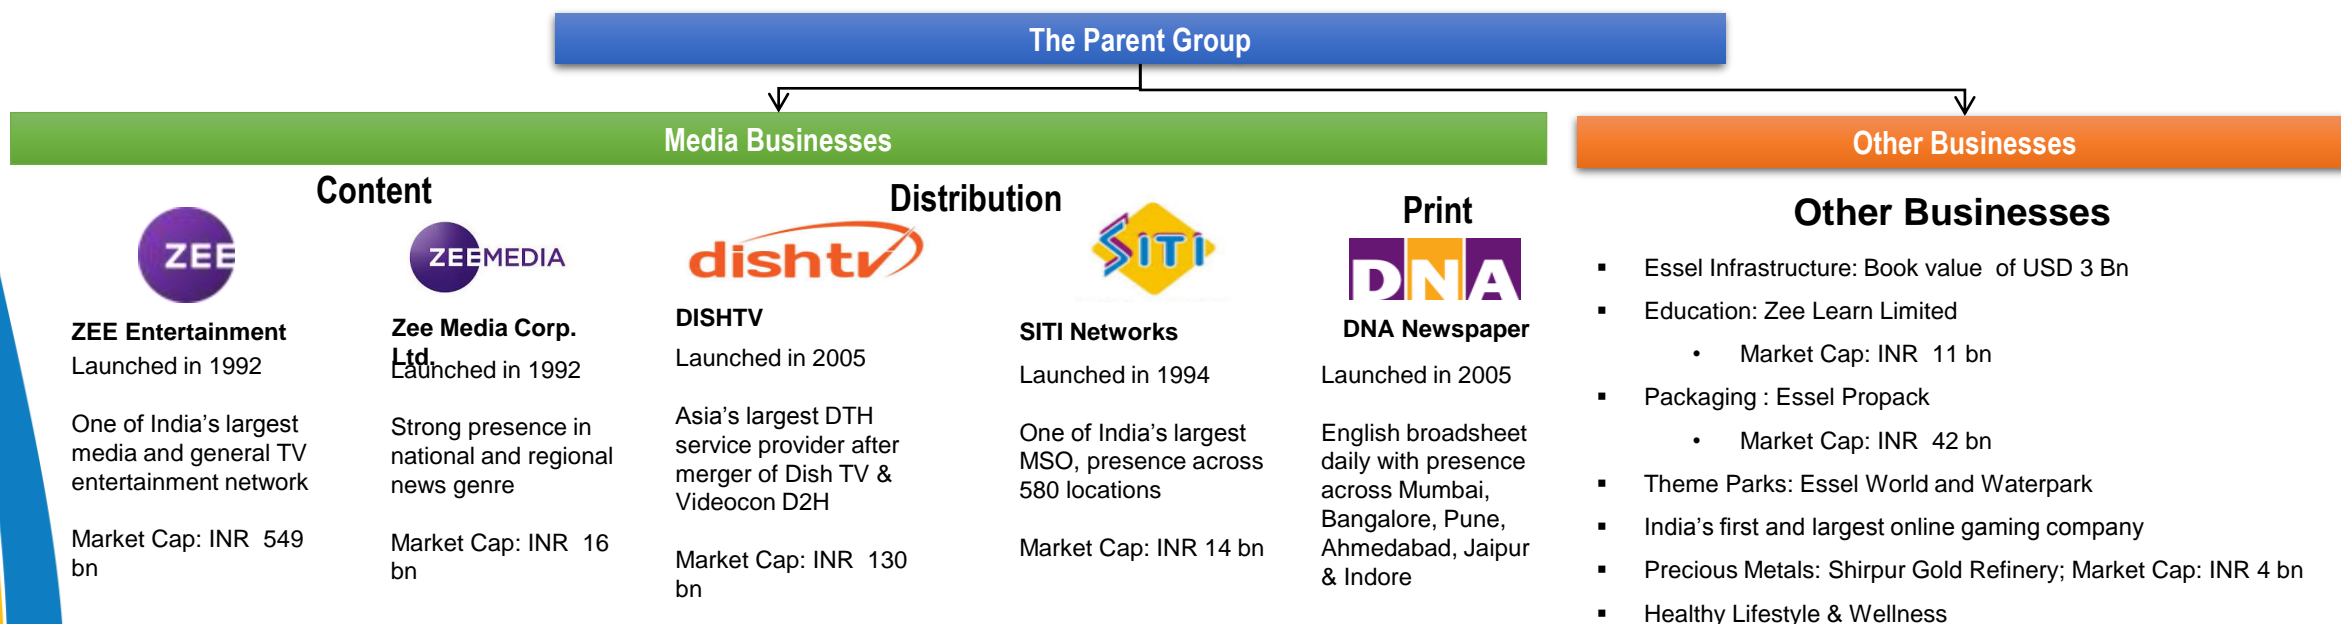 The Parent Group
Media Businesses
Other Businesses
Content
ZEE
ZEE Entertainment
Launched in 1992
One of India’s largest
media and general TV
entertainment network
Market Cap: INR 549
bn
ZEEMEDIA
Zee Media Corp.
Ltd.
Launched in 1992
Strong presence in
national and regional
news genre
Market Cap: INR 16
bn
Distribution
dishtv
DISHTV
Launched in 2005
Asia’s largest DTH
service provider after
merger of Dish TV &
Videocon D2H
Market Cap: INR 130
bn
SITI
SITI Networks
Launched in 1994
One of India’s largest
MSO, presence across
580 locations
Market Cap: INR 14 bn
Print
DNA
DNA Newspaper
Launched in 2005
English broadsheet
daily with presence
across Mumbai,
Bangalore, Pune,
Ahmedabad, Jaipur
& Indore
Other Businesses
▪ Essel Infrastructure: Book value of USD 3 Bn
▪ Education: Zee Learn Limited
• Market Cap: INR 11 bn
▪ Packaging : Essel Propack
• Market Cap: INR 42 bn
▪ Theme Parks: Essel World and Waterpark
▪ India’s first and largest online gaming company
▪ Precious Metals: Shirpur Gold Refinery; Market Cap: INR 4 bn
▪ Healthy Lifestyle & Wellness